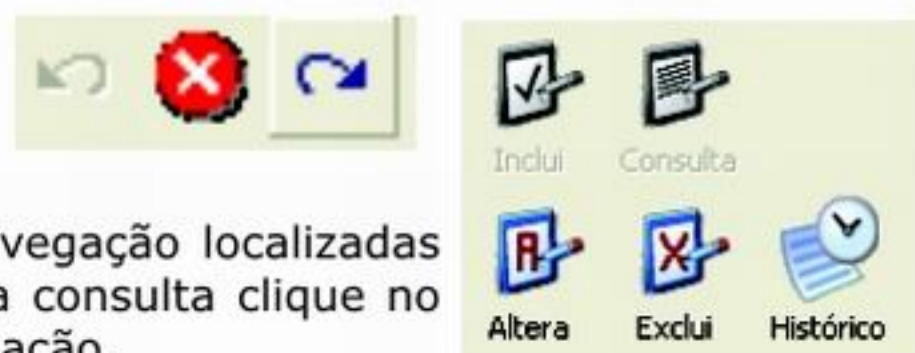 Inclui Consulta
vegação localizadas
a consulta clique no
ação
Altera Exclui Histórico